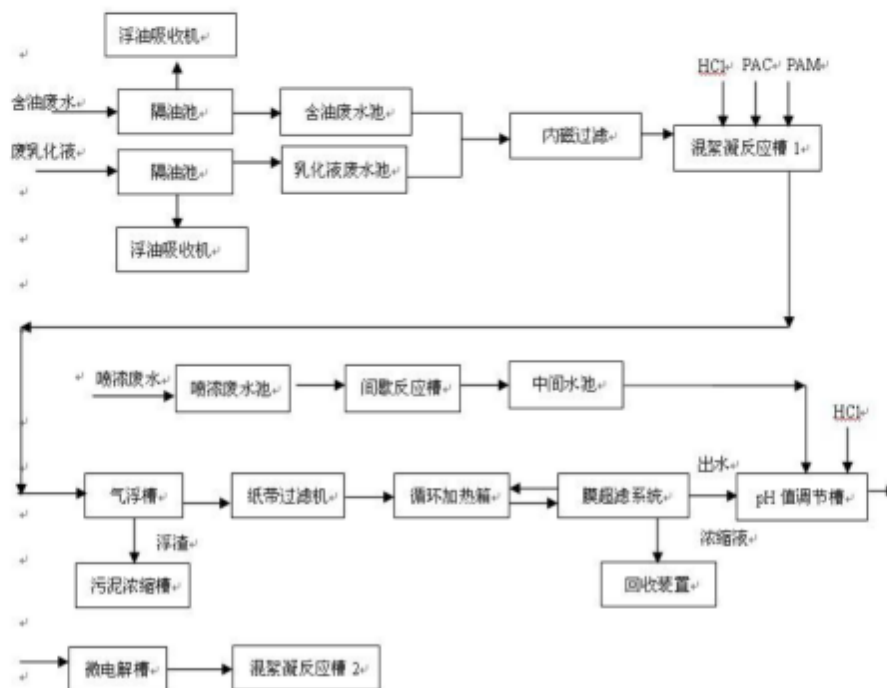 浮油吸收机
HCl PAC PAM
含油废水
隔油池
含油废水池
内磁过滤
混絮凝反应槽 1
废乳化液
隔油池
乳化液废水池
浮油吸收机
喷漆废水
喷漆废水池
间歇反应槽
中间水池
HCl
出水
气浮槽
纸带过滤机
循环加热箱
膜超滤系统
pH 值调节槽
浮渣
浓缩液
污泥浓缩槽
回收装置
微电解槽
混絮凝反应槽 2